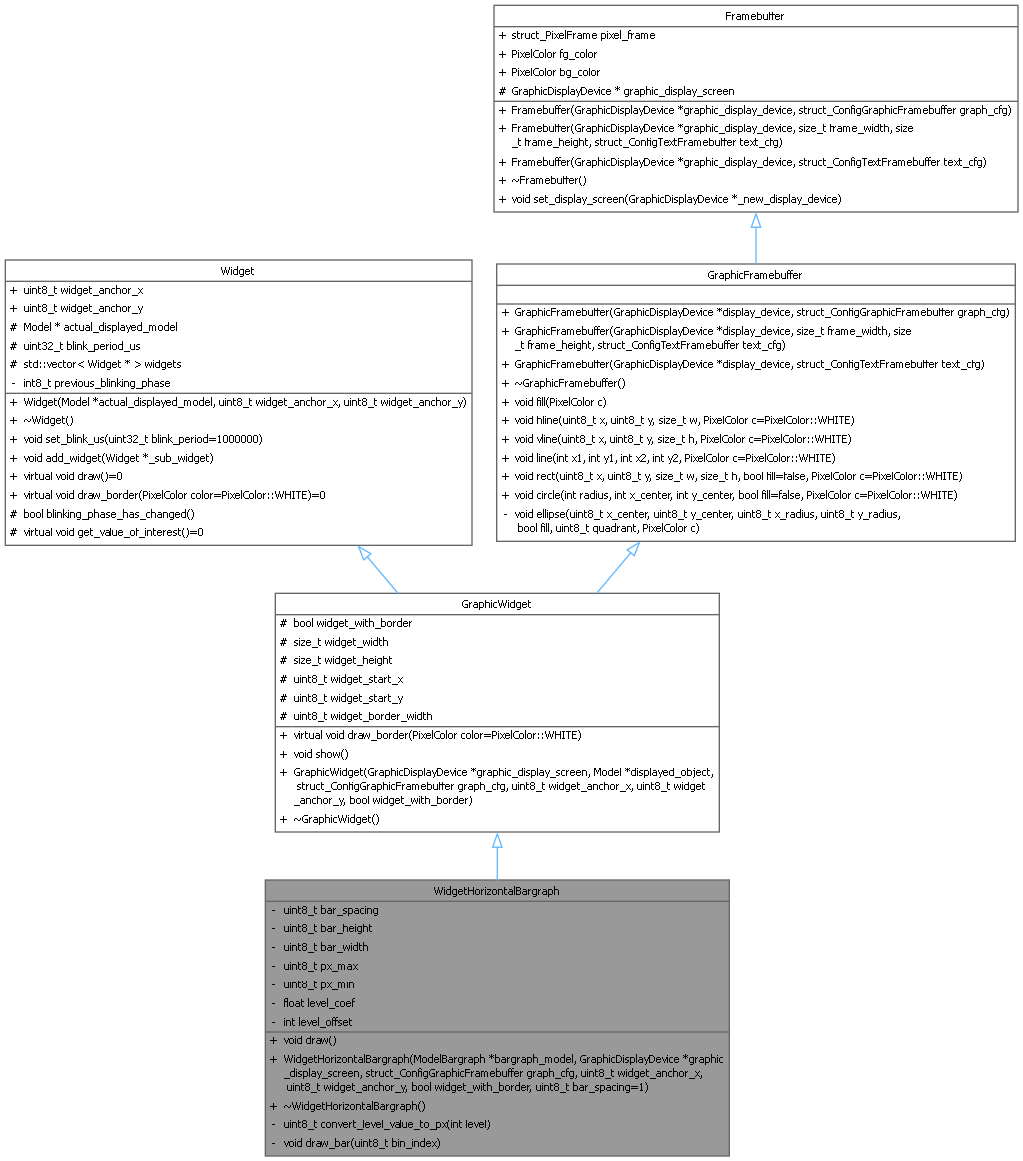 Framebuffer
+ struct_PixelFrame pixel_frame
+ PixelColor fg_color
+ PixelColor bg_color
# GraphicDisplayDevice * graphic_display_screen
+ Framebuffer(GraphicDisplayDevice *graphic_display_device, struct_ConfigGraphicFramebuffer graph_cfg)
+ Framebuffer(GraphicDisplayDevice *graphic_display_device, size_t frame_width, size
_t frame_height, struct_ConfigTextFramebuffer text_cfg)
+ Framebuffer(GraphicDisplayDevice *graphic_display_device, struct_ConfigTextFramebuffer text_cfg)
+ ~Framebuffer()
+ void set_display_screen(GraphicDisplayDevice *_new_display_device)
Widget
+ uint8_t widget_anchor_x
+ uint8_t widget_anchor_y
# Model * actual_displayed_model
# uint32_t blink_period_us
# std::vector< Widget * > widgets
- int8_t previous_blinking_phase
+ Widget(Model *actual_displayed_model, uint8_t widget_anchor_x, uint8_t widget_anchor_y)
+ ~Widget()
+ void set_blink_us(uint32_t blink_period=1000000)
+ void add_widget(Widget *_sub_widget)
+ virtual void draw()=0
+ virtual void draw_border(PixelColor color=PixelColor::WHITE)=0
# bool blinking_phase_has_changed()
# virtual void get_value_of_interest()=0
GraphicFramebuffer
+ GraphicFramebuffer(GraphicDisplayDevice *display_device, struct_ConfigGraphicFramebuffer graph_cfg)
+ GraphicFramebuffer(GraphicDisplayDevice *display_device, size_t frame_width, size
_t frame_height, struct_ConfigTextFramebuffer text_cfg)
+ GraphicFramebuffer(GraphicDisplayDevice *display_device, struct_ConfigTextFramebuffer text_cfg)
+ ~GraphicFramebuffer()
+ void fill(PixelColor c)
+ void hline(uint8_t x, uint8_t y, size_t w, PixelColor c=PixelColor::WHITE)
+ void vline(uint8_t x, uint8_t y, size_t h, PixelColor c=PixelColor::WHITE)
+ void line(int x1, int y1, int x2, int y2, PixelColor c=PixelColor::WHITE)
+ void rect(uint8_t x, uint8_t y, size_t w, size_t h, bool fill=false, PixelColor c=PixelColor::WHITE)
+ void circle(int radius, int x_center, int y_center, bool fill=false, PixelColor c=PixelColor::WHITE)
- void ellipse(uint8_t x_center, uint8_t y_center, uint8_t x_radius, uint8_t y_radius,
bool fill, uint8_t quadrant, PixelColor c)
GraphicWidget
# bool widget_with_border
# size_t widget_width
# size_t widget_height
# uint8_t widget_start_x
# uint8_t widget_start_y
# uint8_t widget_border_width
+ virtual void draw_border(PixelColor color=PixelColor::WHITE)
+ void show()
+ GraphicWidget(GraphicDisplayDevice *graphic_display_screen, Model *displayed_object,
struct_ConfigGraphicFramebuffer graph_cfg, uint8_t widget_anchor_x, uint8_t widget
_anchor_y, bool widget_with_border)
+ ~GraphicWidget()
WidgetHorizontalBargraph
- uint8_t bar_spacing
- uint8_t bar_height
- uint8_t bar_width
- uint8_t px_max
- uint8_t px_min
- float level_coef
- int level_offset
+ void draw()
+ WidgetHorizontalBargraph(ModelBargraph *bargraph_model, GraphicDisplayDevice *graphic
_display_screen, struct_ConfigGraphicFramebuffer graph_cfg, uint8_t widget_anchor_x,
uint8_t widget_anchor_y, bool widget_with_border, uint8_t bar_spacing=1)
+ ~WidgetHorizontalBargraph()
- uint8_t convert_level_value_to_px(int level)
- void draw_bar(uint8_t bin_index)